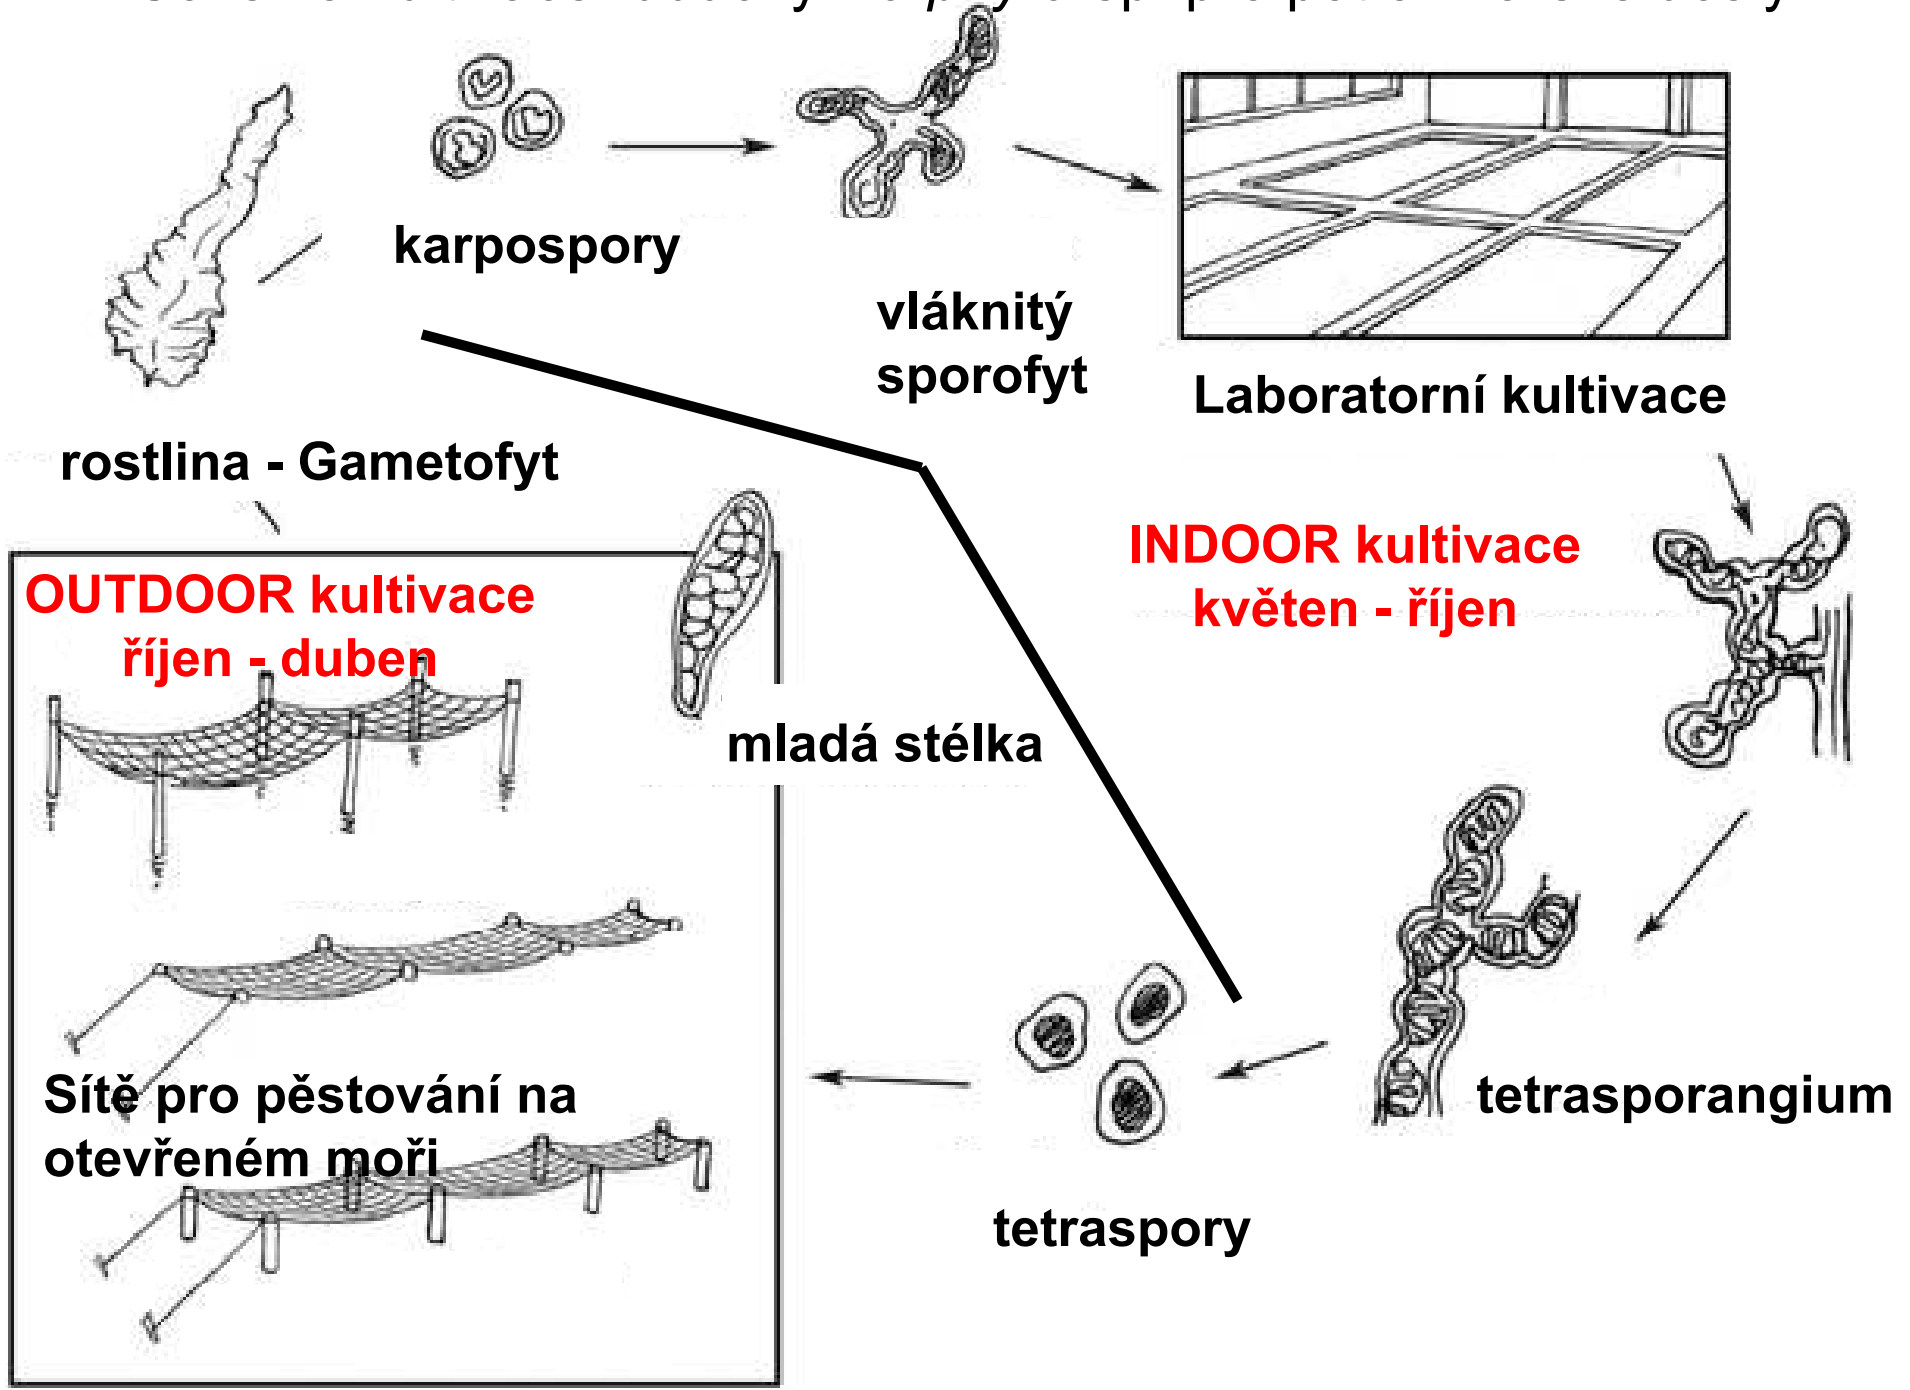 karpospory
vláknitý
sporofyt
Laboratorní kultivace
rostlina - Gametofyt
INDOOR kultivace
květen - říjen
OUTDOOR kultivace
říjen - duben
mladá stélka
Sítě pro pěstování na
otevřeném moři
tetrasporangium
tetraspory